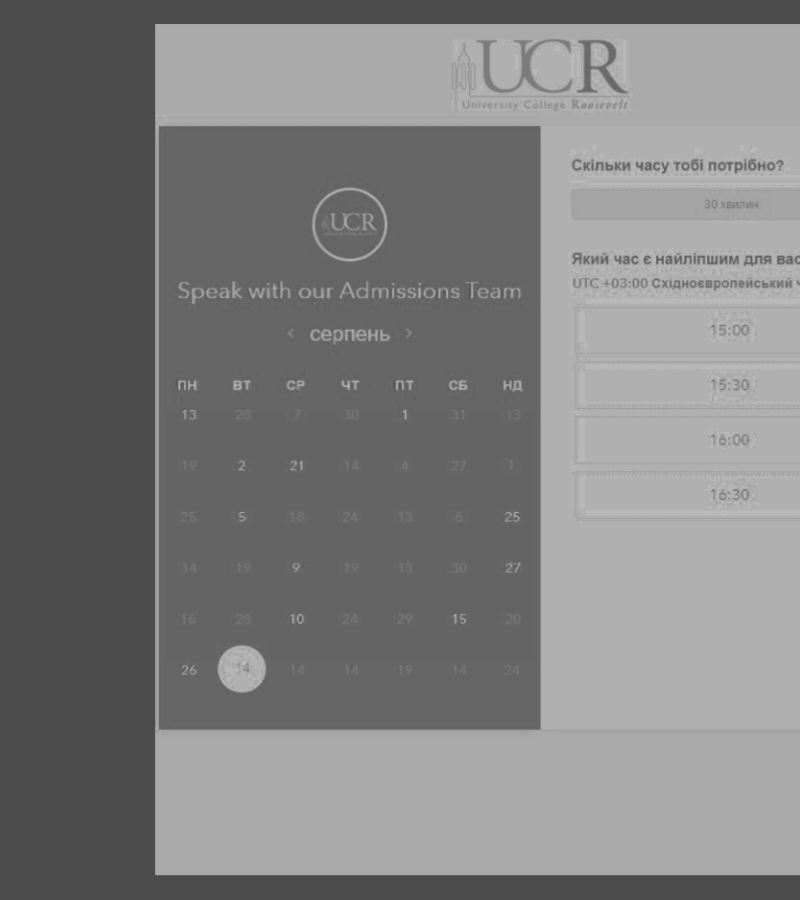 UCR
University College Roosevelt
UCR
Speak with our Admissions Team
< серпень >
ПН ВТ СР ЧТ ПТ СБ НД
13 28 7 30 1 31 13
19 2 21 14 4 27 1
25 5 18 24 13 6 25
14 19 9 19 13 30 27
16 28 10 24 29 15 20
26 14 14 14 19 14 24
Скільки часу тобі потрібно?
30 хвилин
Який час є найліпшим для вас
UTC +03:00 Східноєвропейський ч
15:00
15:30
16:00
16:30